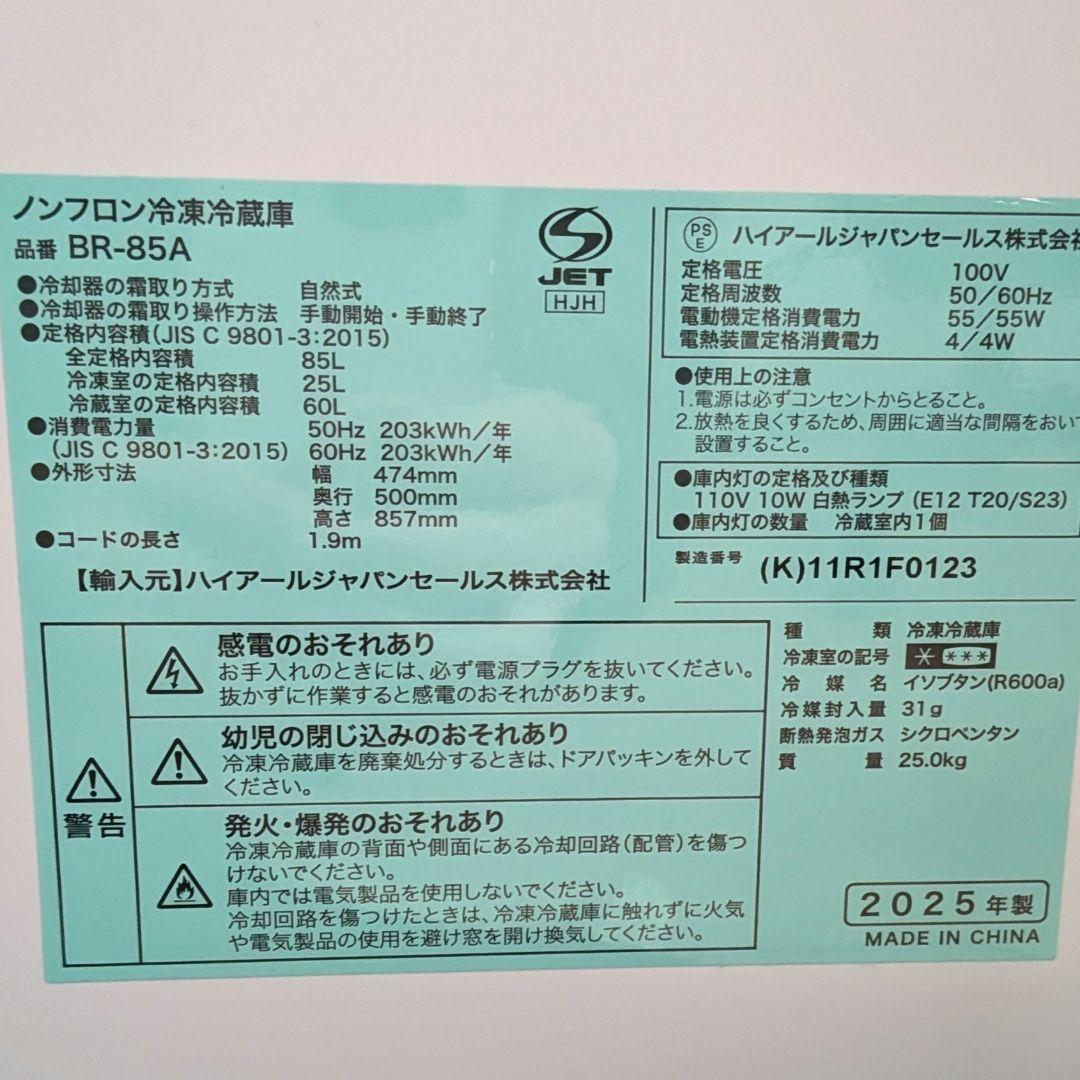 ノンフロン冷凍冷蔵庫
品番 BR-85A
●冷却器の霜取り方式 自然式
●冷却器の霜取り操作方法 手動開始・手動終了
●定格内容積(JIS C 9801-3:2015)
全定格内容積 85L
冷凍室の定格内容積 25L
冷蔵室の定格内容積 60L
●消費電力量 50Hz 203kWh/年
(JIS C 9801-3:2015) 60Hz 203kWh/年
●外形寸法 幅 474mm
奥行 500mm
高さ 857mm
●コードの長さ 1.9m
【輸入元】ハイアールジャパンセールス株式会社
JET
HJH
PSE ハイアールジャパンセールス株式会社
定格電圧 100V
定格周波数 50/60Hz
電動機定格消費電力 55/55W
電熱装置定格消費電力 4/4W
●使用上の注意
1.電源は必ずコンセントからとること。
2.放熱を良くするため、周囲に適当な間隔をおいて
設置すること。
●庫内灯の定格及び種類
110V 10W 白熱ランプ (E12 T20/S23)
●庫内灯の数量 冷蔵室内1個
製造番号 (K)11R1F0123
種類 冷凍冷蔵庫
冷凍室の記号 * ***
冷媒名 イソブタン(R600a)
冷媒封入量 31g
断熱発泡ガス シクロペンタン
質量 25.0kg
2025年製
MADE IN CHINA
警告
感電のおそれあり
お手入れのときには、必ず電源プラグを抜いてください。
抜かずに作業すると感電のおそれがあります。
幼児の閉じ込みのおそれあり
冷凍冷蔵庫を廃棄処分するときは、ドアパッキンを外して
ください。
発火・爆発のおそれあり
冷凍冷蔵庫の背面や側面にある冷却回路(配管)を傷つ
けないでください。
庫内では電気製品を使用しないでください。
冷却回路を傷つけたときは、冷凍冷蔵庫に触れずに火気
や電気製品の使用を避け窓を開け換気してください。